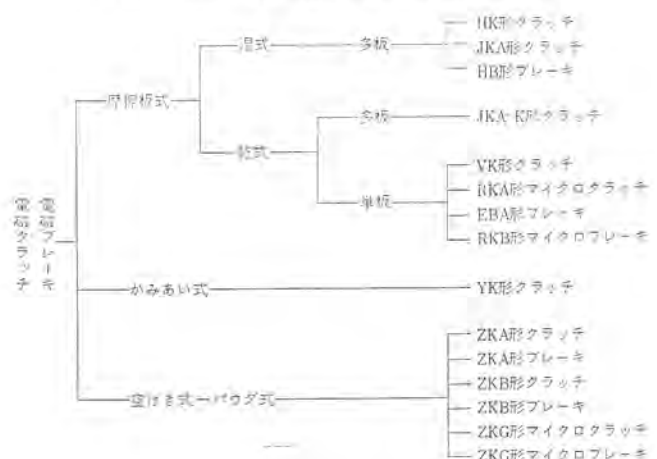 HK形クラッチ
湿式 多板 JKA形クラッチ
HB形ブレーキ
摩擦板式
多板 JKA-K形クラッチ
乾式
VK形クラッチ
単板 RKA形マイクロクラッチ
EBA形ブレーキ
RKB形マイクロブレーキ
電磁クラッチ
電磁ブレーキ
かみあい式 YK形クラッチ
ZKA形クラッチ
ZKA形ブレーキ
ZKB形クラッチ
空げき式 パウダ式
ZKB形ブレーキ
ZKG形マイクロクラッチ
ZKG形マイクロブレーキ